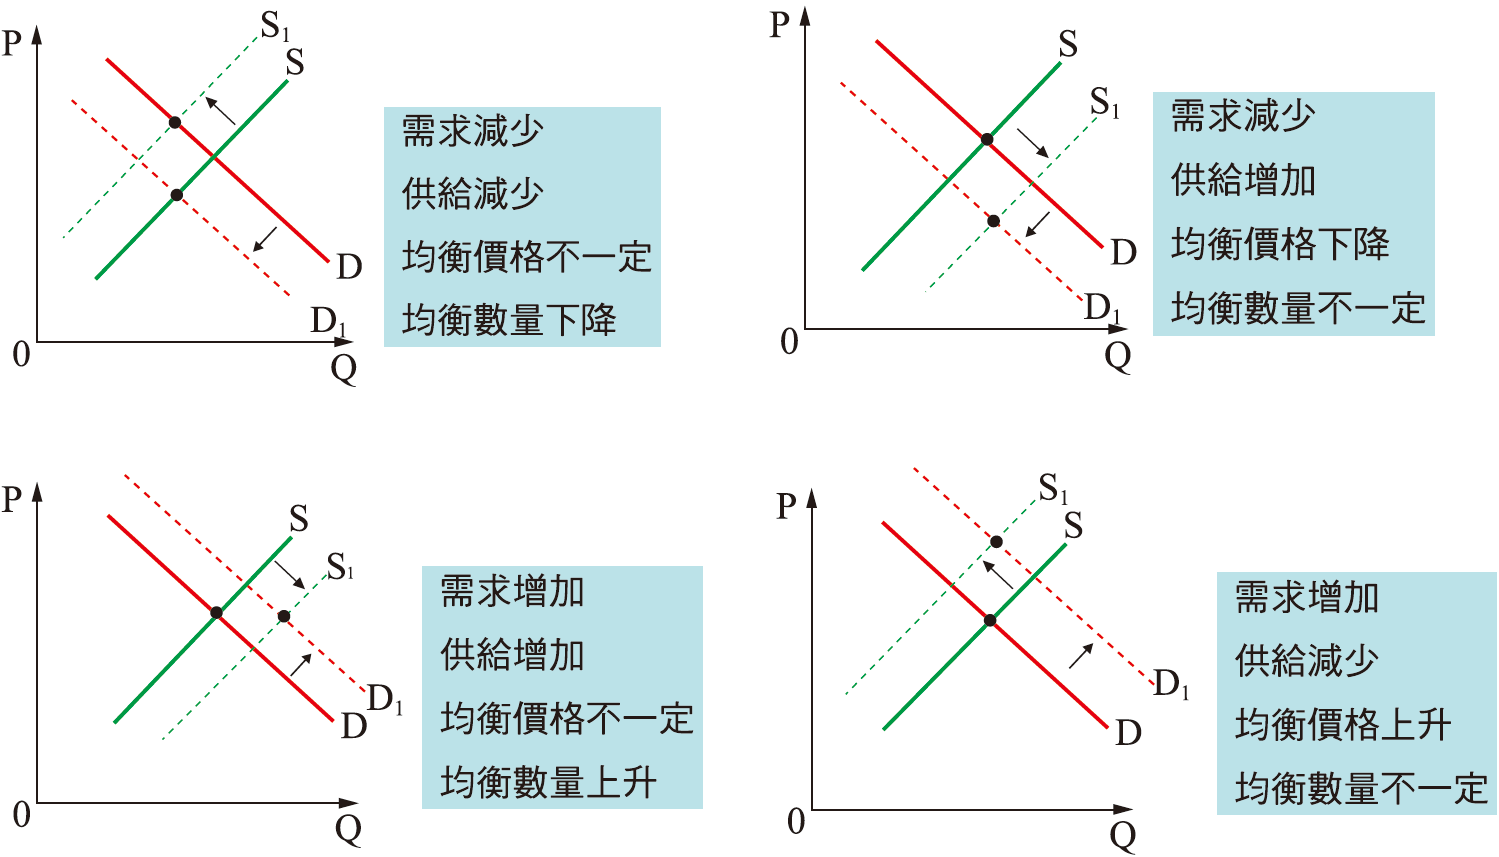 P
S₁
S
D
D₁
0
Q
需求減少
供給減少
均衡價格不一定
均衡數量下降
P
S
S₁
D
D₁
0
Q
需求減少
供給增加
均衡價格下降
均衡數量不一定
P
S
S₁
D₁
D
0
Q
需求增加
供給增加
均衡價格不一定
均衡數量上升
P
S₁
S
D₁
D
0
Q
需求增加
供給減少
均衡價格上升
均衡數量不一定